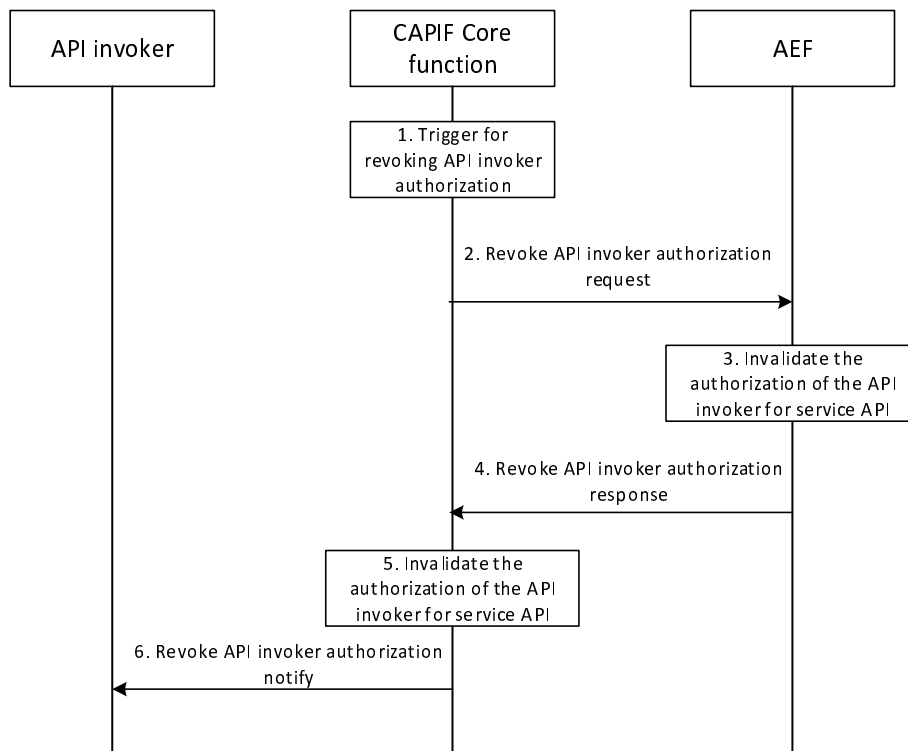 API invoker
CAPIF Core
function
AEF
1. Trigger for
revoking API invoker
authorization
2. Revoke API invoker authorization
request
3. Invalidate the
authorization of the API
invoker for service API
4. Revoke API invoker authorization
response
5. Invalidate the
authorization of the API
invoker for service API
6. Revoke API invoker authorization
notify